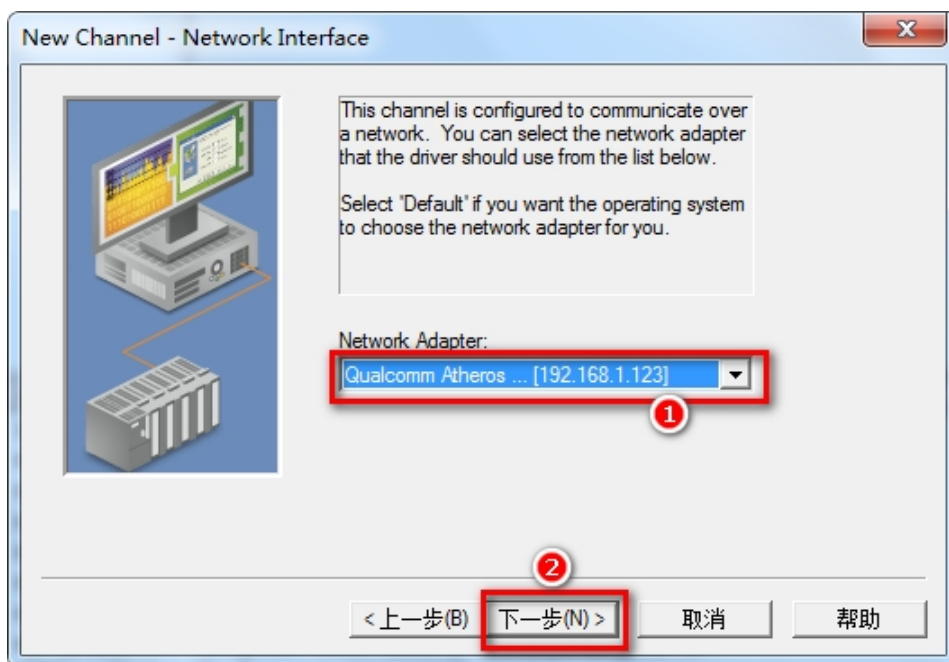 New Channel - Network Interface
This channel is configured to communicate over
a network. You can select the network adapter
that the driver should use from the list below.
Select 'Default' if you want the operating system
to choose the network adapter for you.
Network Adapter:
Qualcomm Atheros ... [192.168.1.123]
1
2
<上一步(B)
下一步(N)>
取消
帮助